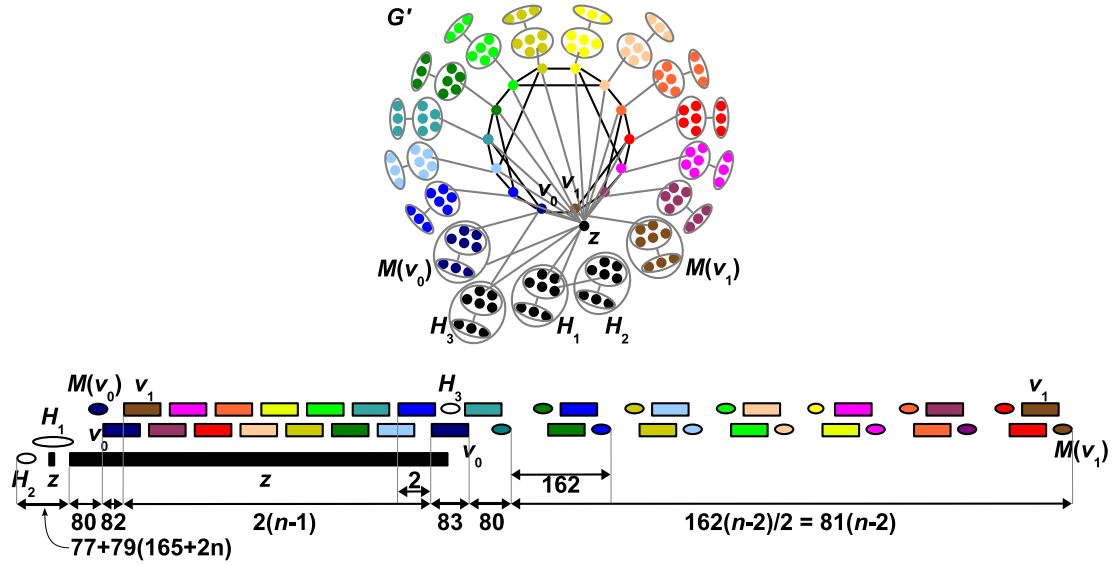 G′
v₀ v₁
z
M(v₀) M(v₁)
H₃ H₁ H₂
M(v₀) v₁ H₃ v₁
H₁
v₀ v₀ M(v₁)
H₂ z z 2 162
80 82 2(n-1) 83 80 162(n-2)/2 = 81(n-2)
77+79(165+2n)